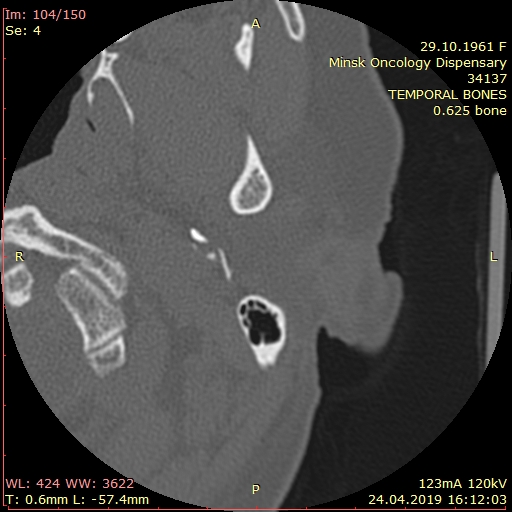 Im: 104/150
Se: 4
A
29.10.1961 F
Minsk Oncology Dispensary
34137
TEMPORAL BONES
0.625 bone
R
L
WL: 424 WW: 3622
T: 0.6mm L: -57.4mm
P
123mA 120kV
24.04.2019 16:12:03